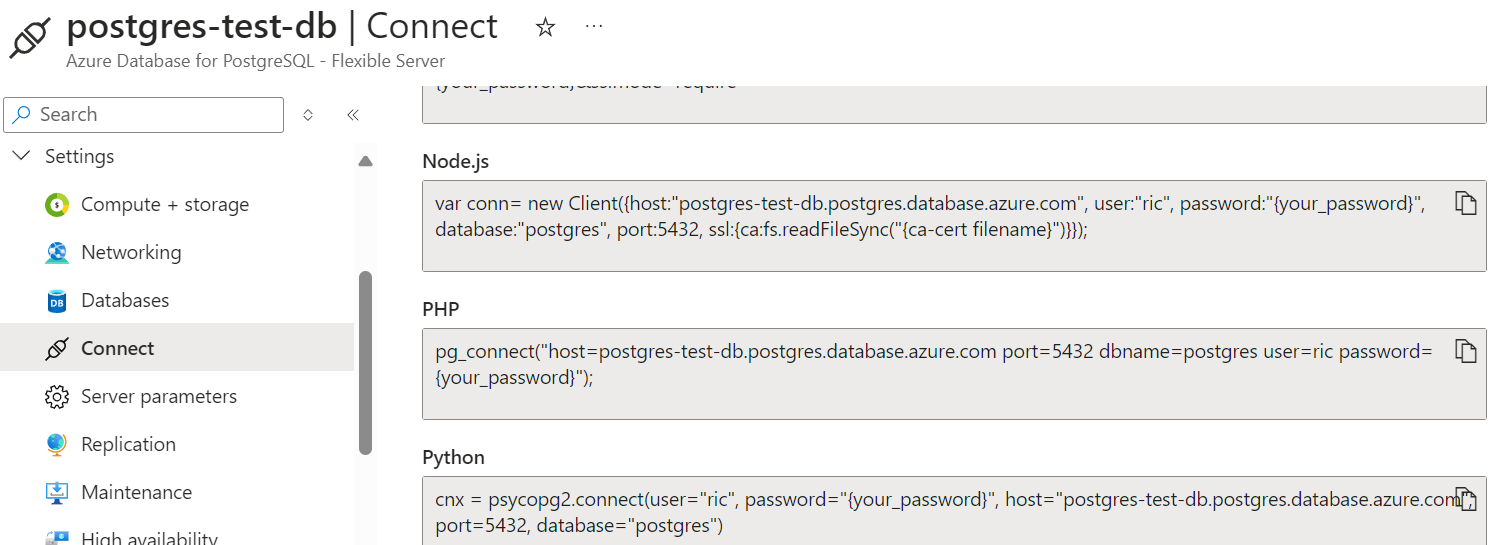 postgres-test-db | Connect
Azure Database for PostgreSQL - Flexible Server
Search
Settings
Compute + storage
Networking
Databases
Connect
Server parameters
Replication
Maintenance
High availability
Node.js
var conn= new Client({host:"postgres-test-db.postgres.database.azure.com", user:"ric", password:"{your_password}",
database:"postgres", port:5432, ssl:{ca:fs.readFileSync("{ca-cert filename}")}});
PHP
pg_connect("host=postgres-test-db.postgres.database.azure.com port=5432 dbname=postgres user=ric password=
{your_password}");
Python
cnx = psycopg2.connect(user="ric", password="{your_password}", host="postgres-test-db.postgres.database.azure.com",
port=5432, database="postgres")